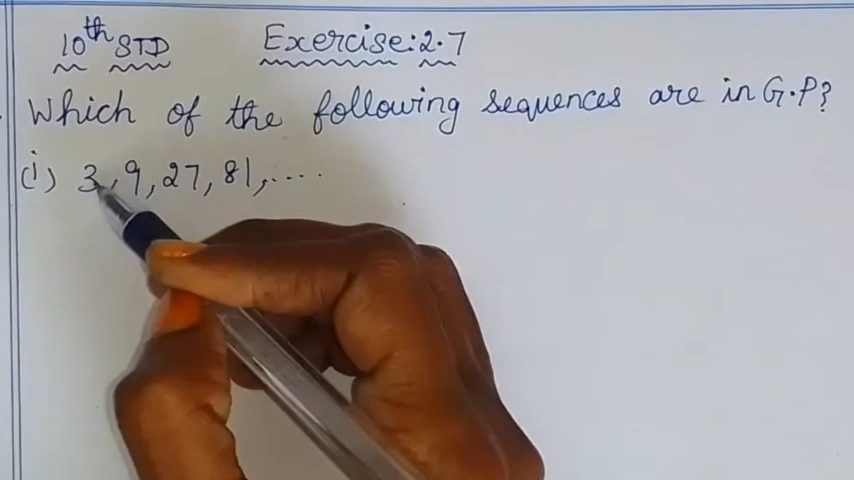 10th STD Exercise: 2.7
Which of the following sequences are in G.P?
(i) 3, 9, 27, 81, ....